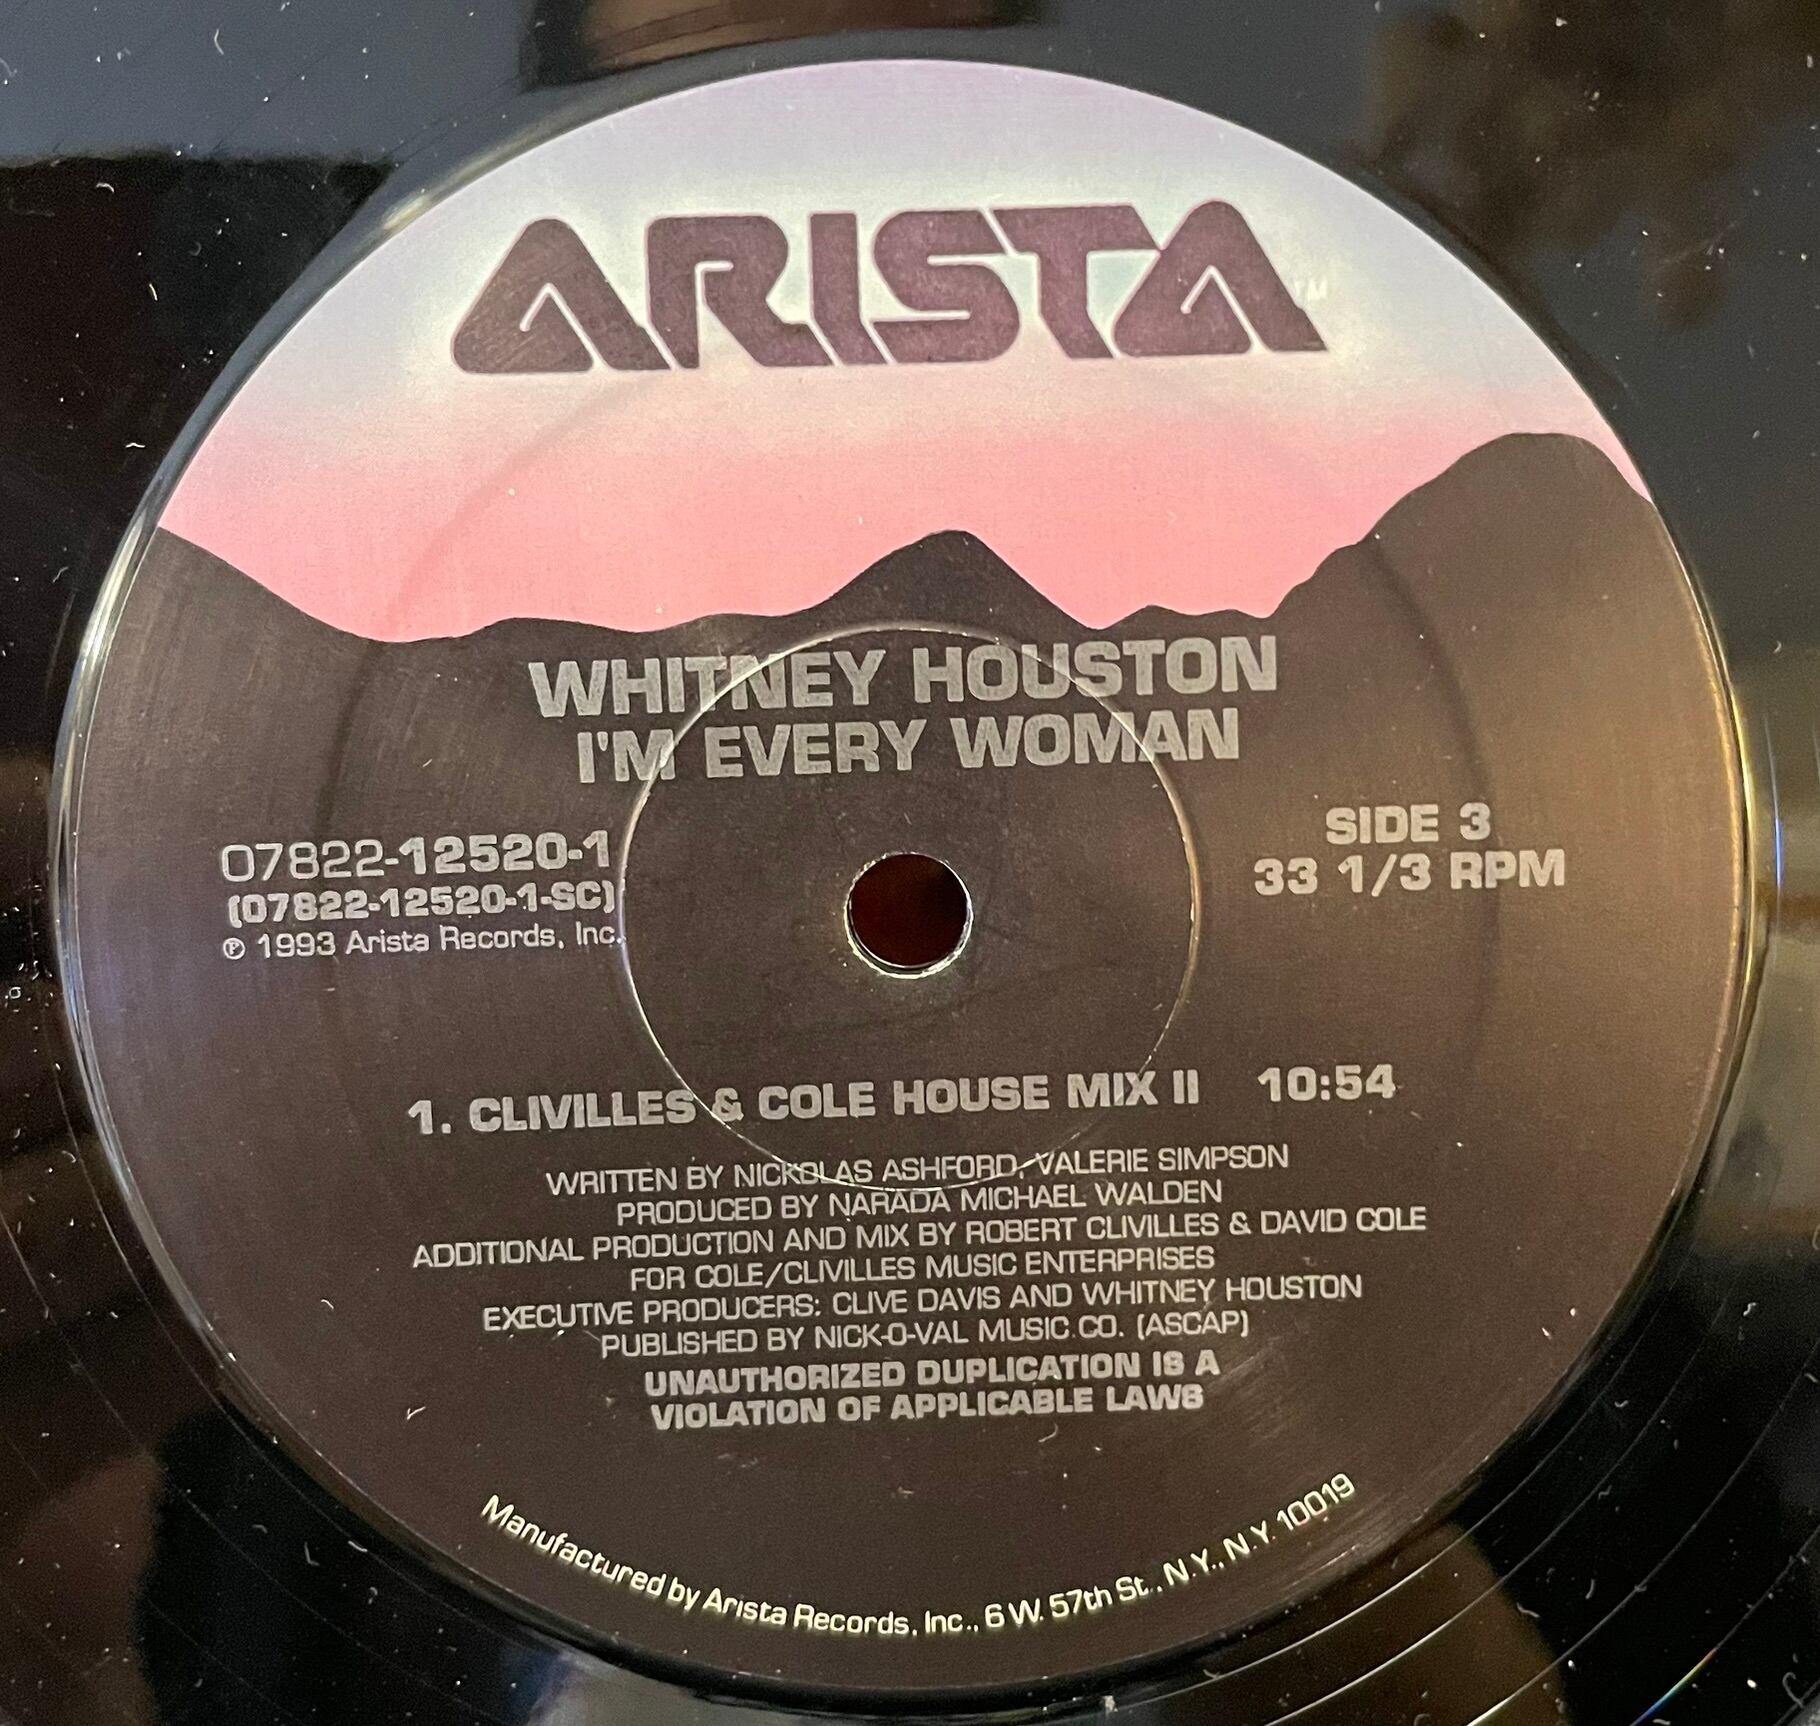 ARISTA
TM
WHITNEY HOUSTON
I'M EVERY WOMAN
07822-12520-1
(07822-12520-1-SC)
℗ 1993 Arista Records, Inc.
SIDE 3
33 1/3 RPM
1. CLIVILLES & COLE HOUSE MIX II 10:54
WRITTEN BY NICKOLAS ASHFORD, VALERIE SIMPSON
PRODUCED BY NARADA MICHAEL WALDEN
ADDITIONAL PRODUCTION AND MIX BY ROBERT CLIVILLES & DAVID COLE
FOR COLE/CLIVILLES MUSIC ENTERPRISES
EXECUTIVE PRODUCERS: CLIVE DAVIS AND WHITNEY HOUSTON
PUBLISHED BY NICK-O-VAL MUSIC CO. (ASCAP)
UNAUTHORIZED DUPLICATION IS A
VIOLATION OF APPLICABLE LAWS
Manufactured by Arista Records, Inc., 6 W. 57th St., N.Y., N.Y. 10019